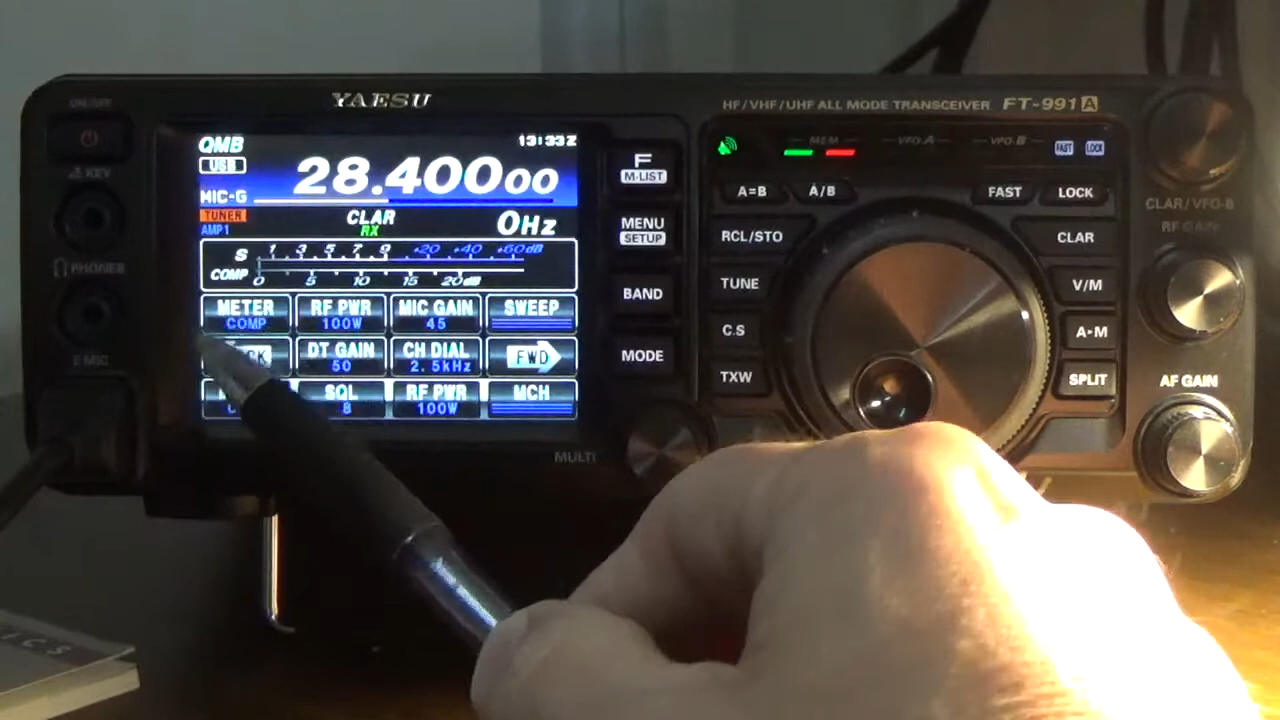 YAESU
HF/VHF/UHF ALL MODE TRANSCEIVER FT-991A
ON/OFF
KEY
PHONES
MIC
QMB
13:33Z
USB
28.40000
MIC-G
TUNER
AMP1
CLAR
RX
0Hz
S 1 3 5 7 9 +20 +40 +60dB
COMP 0 5 10 15 20dB
METER
COMP
RF PWR
100W
MIC GAIN
45
SWEEP
DT GAIN
50
CH DIAL
2.5kHz
FWD
SQL
8
RF PWR
100W
MCH
F
M-LIST
MENU
SETUP
BAND
MODE
MULTI
MEM
VFO-A
VFO-B
FAST
LOCK
A=B
A/B
FAST
LOCK
RCL/STO
CLAR
TUNE
V/M
C.S
A▸M
TXW
SPLIT
CLAR/VFO-B
RF GAIN
AF GAIN
ICS